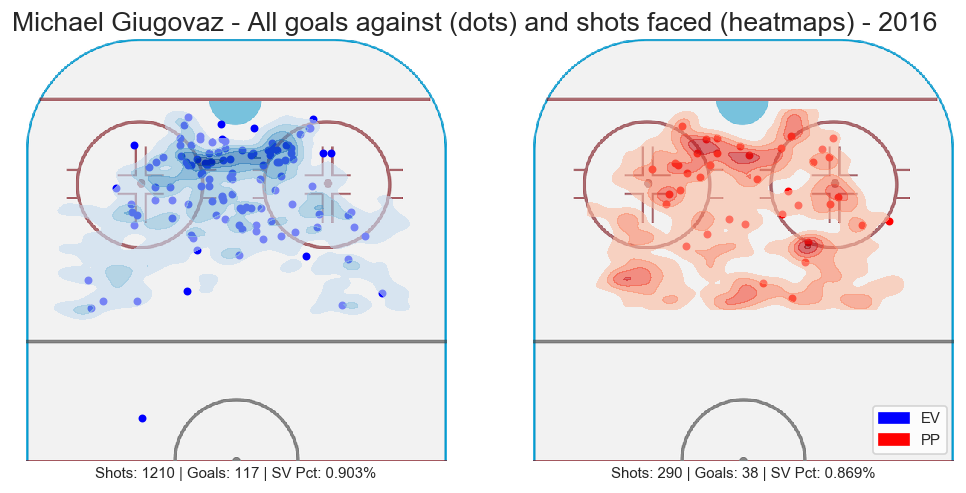 Michael Giugovaz - All goals against (dots) and shots faced (heatmaps) - 2016
EV
PP
Shots: 1210 | Goals: 117 | SV Pct: 0.903%
Shots: 290 | Goals: 38 | SV Pct: 0.869%